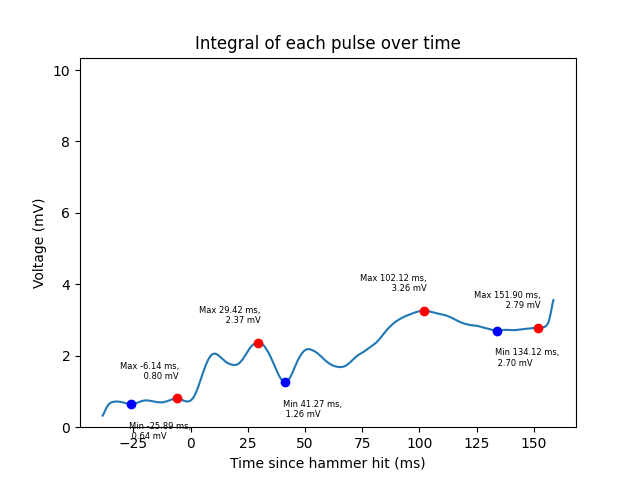 Integral of each pulse over time
Voltage (mV)
10
8
6
4
2
0
Max -6.14 ms,
0.80 mV
Min -25.89 ms,
0.64 mV
Max 29.42 ms,
2.37 mV
Min 41.27 ms,
1.26 mV
Max 102.12 ms,
3.26 mV
Max 151.90 ms,
2.79 mV
Min 134.12 ms,
2.70 mV
−25 0 25 50 75 100 125 150
Time since hammer hit (ms)